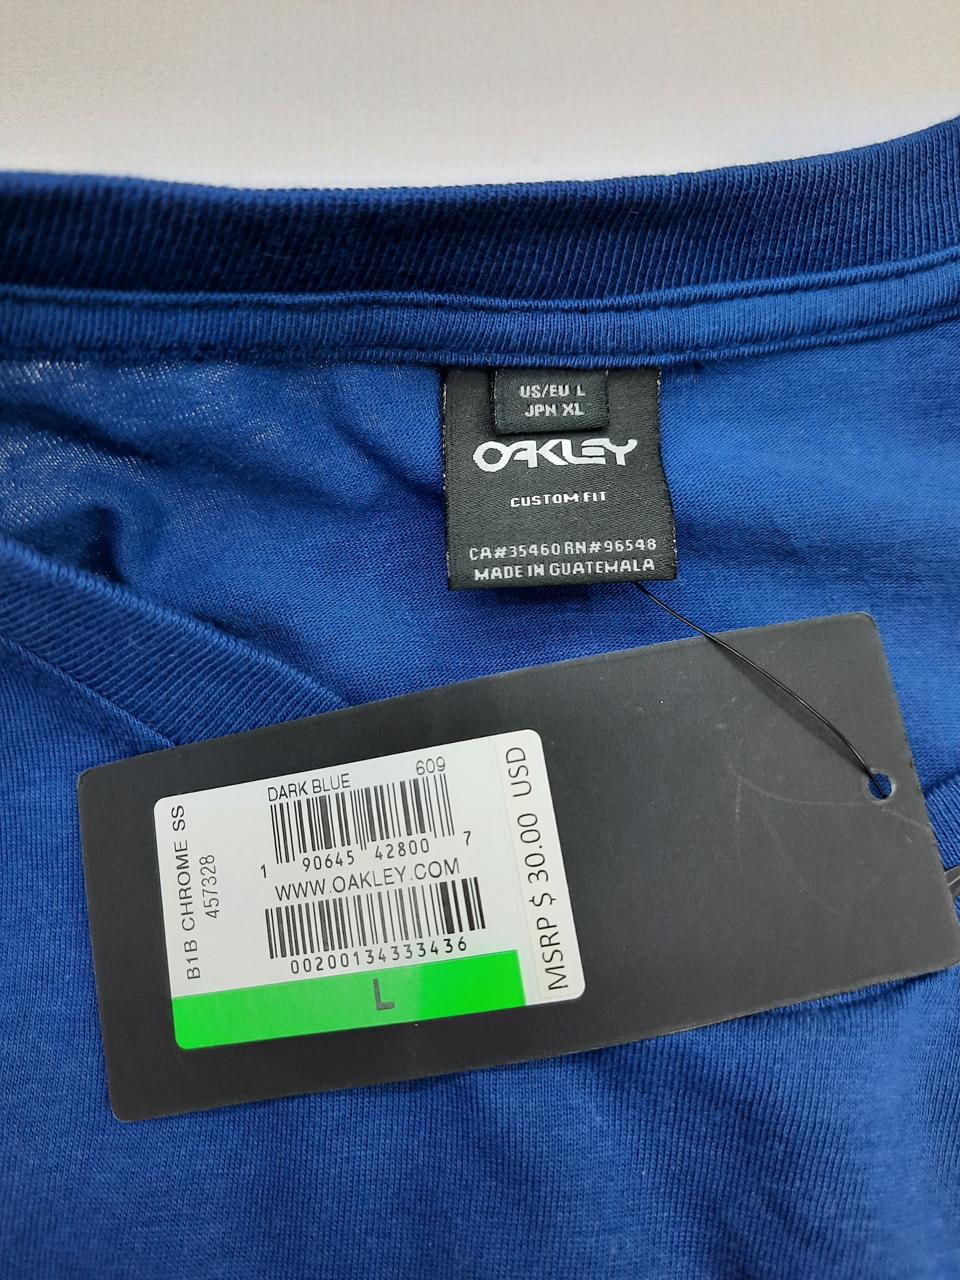 US/EU L
JPN XL
OAKLEY
CUSTOM FIT
CA#35460 RN#96548
MADE IN GUATEMALA
B1B CHROME SS
457328
DARK BLUE 609
1 90645 42800 7
WWW.OAKLEY.COM
00200134333436
L
MSRP $ 30.00 USD